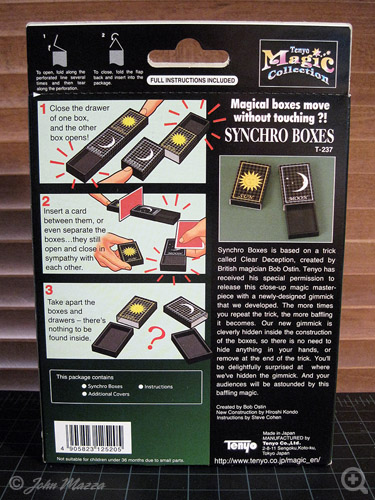 1
2
To open, fold along the
perforated line several
times and then tear
along the perforation.
To close, fold the flap
back and insert into
the package.
FULL INSTRUCTIONS INCLUDED
Tenyo
Magic
Collection
1 Close the drawer
of one box,
and the other
box opens!
2
Insert a card
between them, or
even separate the
boxes...they still
open and close in
sympathy with
each other.
3
Take apart the
boxes and
drawers – there's
nothing to be
found inside.
?
This package contains
Synchro Boxes
Instructions
Additional Covers
4 905823 125205
Not suitable for children under 36 months due to small parts.
Magical boxes move
without touching ?!
SYNCHRO BOXES
T-237
SUN
MOON
Synchro Boxes is based on a trick
called Clear Deception, created by
British magician Bob Ostin. Tenyo has
received his special permission to
release this close-up magic master-
piece with a newly-designed gimmick
that we developed. The more times
you repeat the trick, the more baffling
it becomes. Our new gimmick is
cleverly hidden inside the construction
of the boxes, so there is no need to
hide anything in your hands, or
remove at the end of the trick. You'll
be delightfully surprised at where
we've hidden the gimmick. And your
audiences will be astounded by this
baffling magic.
Created by Bob Ostin
New Construction by Hiroshi Kondo
Instructions by Steve Cohen
Tenyo
Made in Japan
Tenyo Co.,Ltd.
2-6-11 Sengoku, Koto-ku,
Tokyo Japan
http://www.tenyo.co.jp/magic_en/
© John Mazza